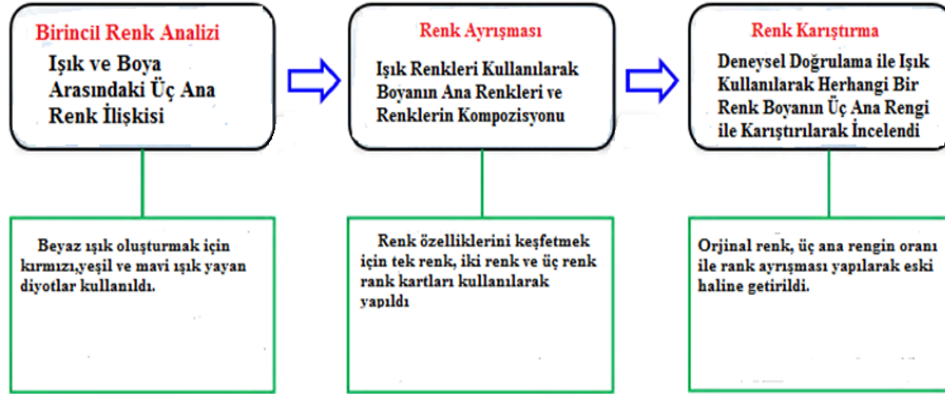 Birincil Renk Analizi
Işık ve Boya
Arasındaki Üç Ana
Renk İlişkisi
Renk Ayrışması
Işık Renkleri Kullanılarak
Boyanın Ana Renkleri ve
Renklerin Kompozisyonu
Renk Karıştırma
Deneysel Doğrulama ile Işık
Kullanılarak Herhangi Bir
Renk Boyanın Üç Ana Rengi
ile Karıştırılarak İncelendi
Beyaz ışık oluşturmak için
kırmızı,yeşil ve mavi ışık yayan
diyotlar kullanıldı.
Renk özelliklerini keşfetmek
için tek renk, iki renk ve üç renk
rank kartları kullanılarak
yapıldı
Orjinal renk, üç ana rengin oranı
ile rank ayrışması yapılarak eski
haline getirildi.